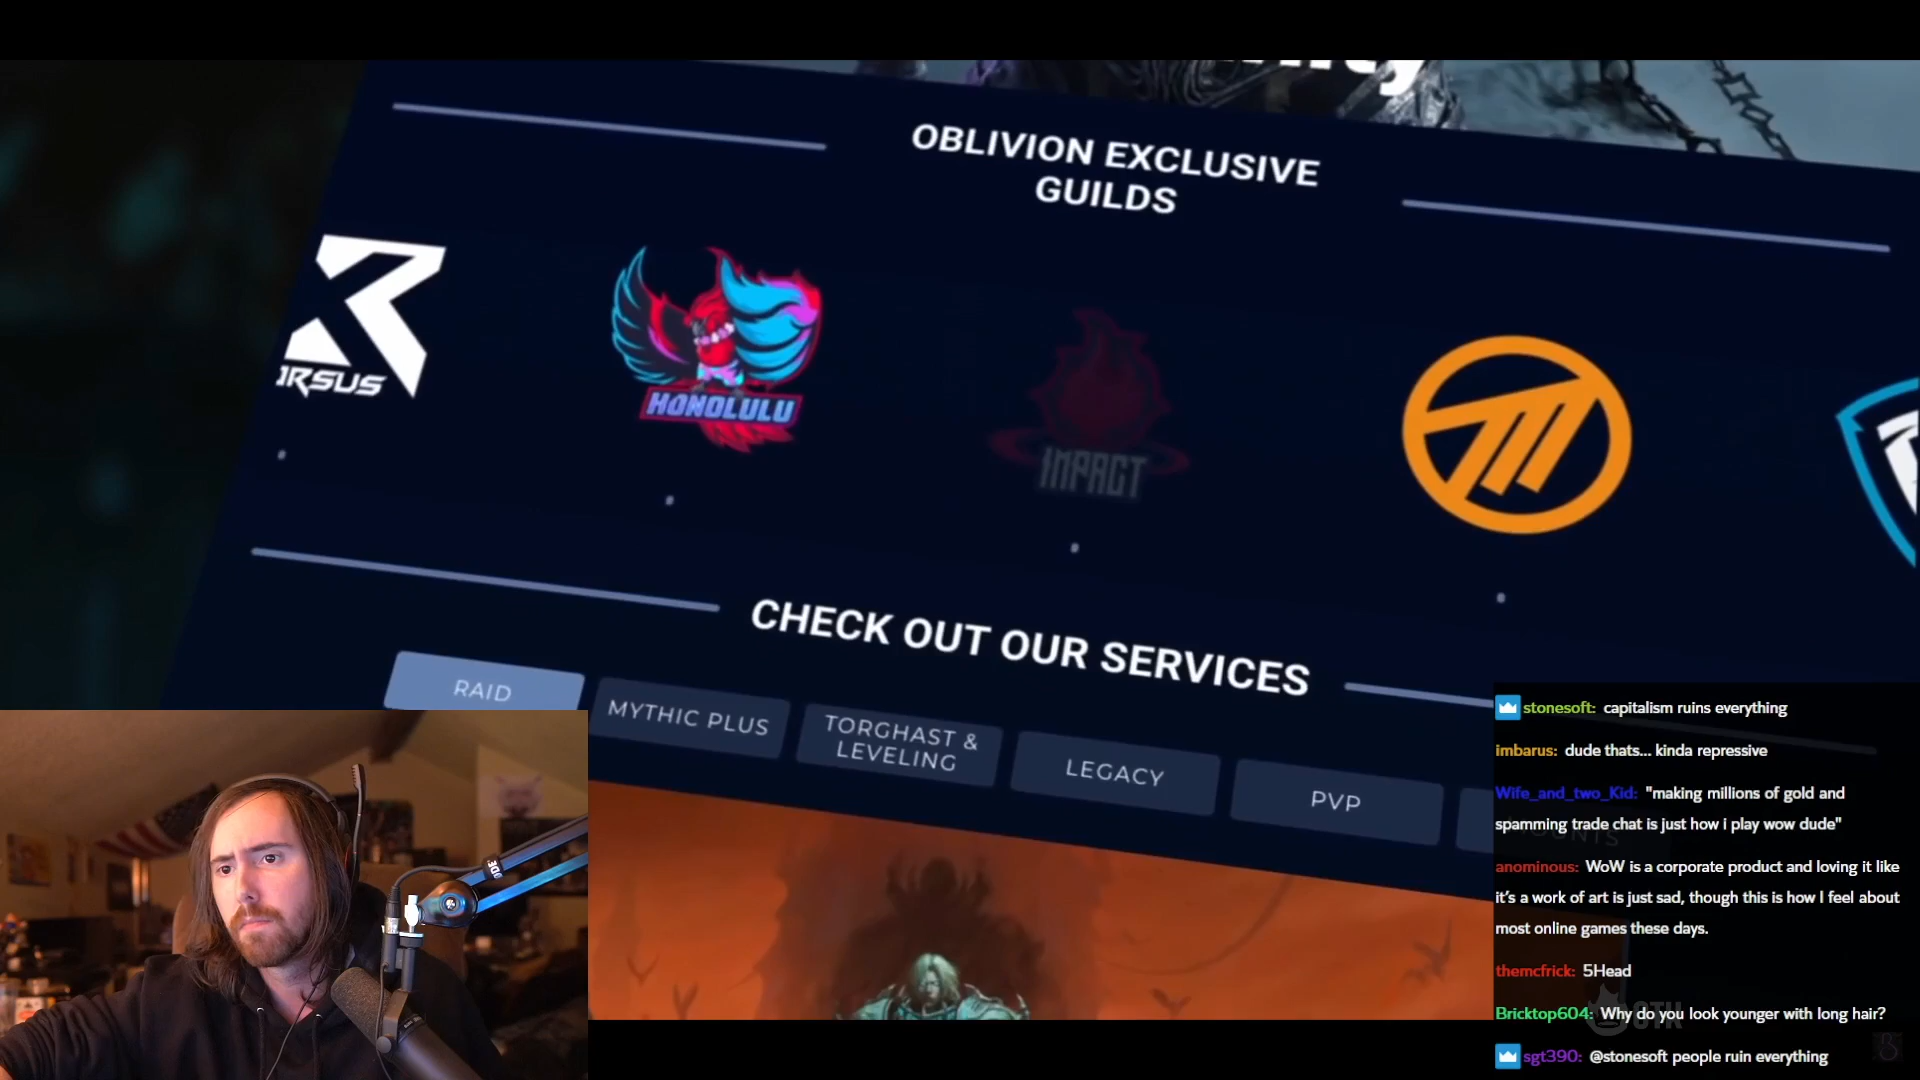 OBLIVION EXCLUSIVE
GUILDS
HONOLULU
IMPACT
CHECK OUT OUR SERVICES
RAID
MYTHIC PLUS
TORGHAST &
LEVELING
LEGACY
PVP
stonesoft: capitalism ruins everything
imbarus: dude thats... kinda repressive
Wife_and_two_Kid: "making millions of gold and
spamming trade chat is just how i play wow dude"
anominous: WoW is a corporate product and loving it like
it's a work of art is just sad, though this is how I feel about
most online games these days.
themcfrick: 5Head
Bricktop604: Why do you look younger with long hair?
sgt390: @stonesoft people ruin everything